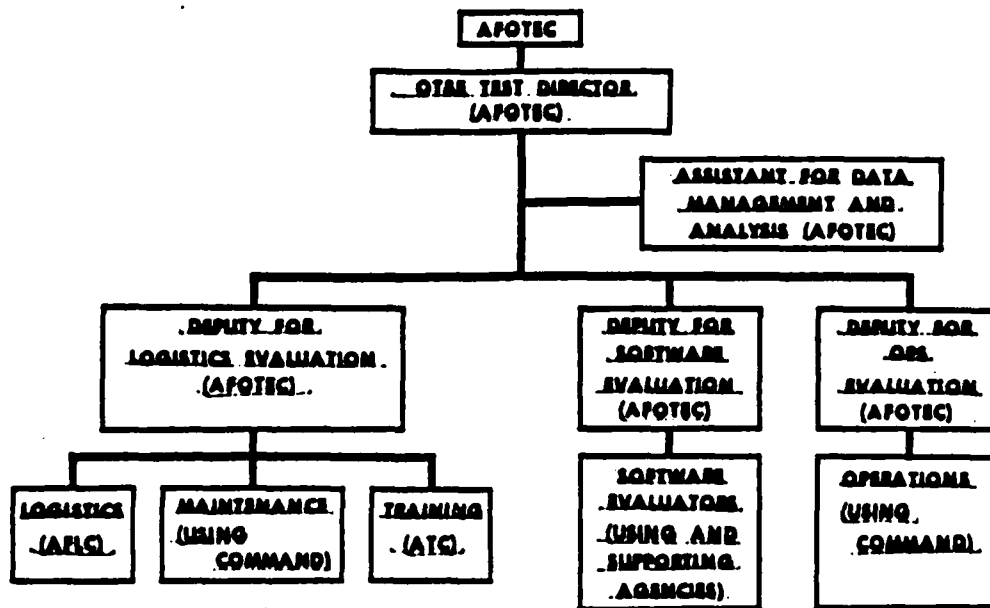 AFOTEC
OT&E TEST DIRECTOR
(AFOTEC)
ASSISTANT FOR DATA
MANAGEMENT AND
ANALYSIS (AFOTEC)
DEPUTY FOR
LOGISTICS EVALUATION
(AFOTEC)
DEPUTY FOR
SOFTWARE
EVALUATION
(AFOTEC)
DEPUTY FOR
OPS
EVALUATION
(AFOTEC)
LOGISTICS
(AFLC)
MAINTENANCE
(USING
COMMAND)
TRAINING
(ATC)
SOFTWARE
EVALUATORS
(USING AND
SUPPORTING
AGENCIES)
OPERATIONS
(USING
COMMAND)